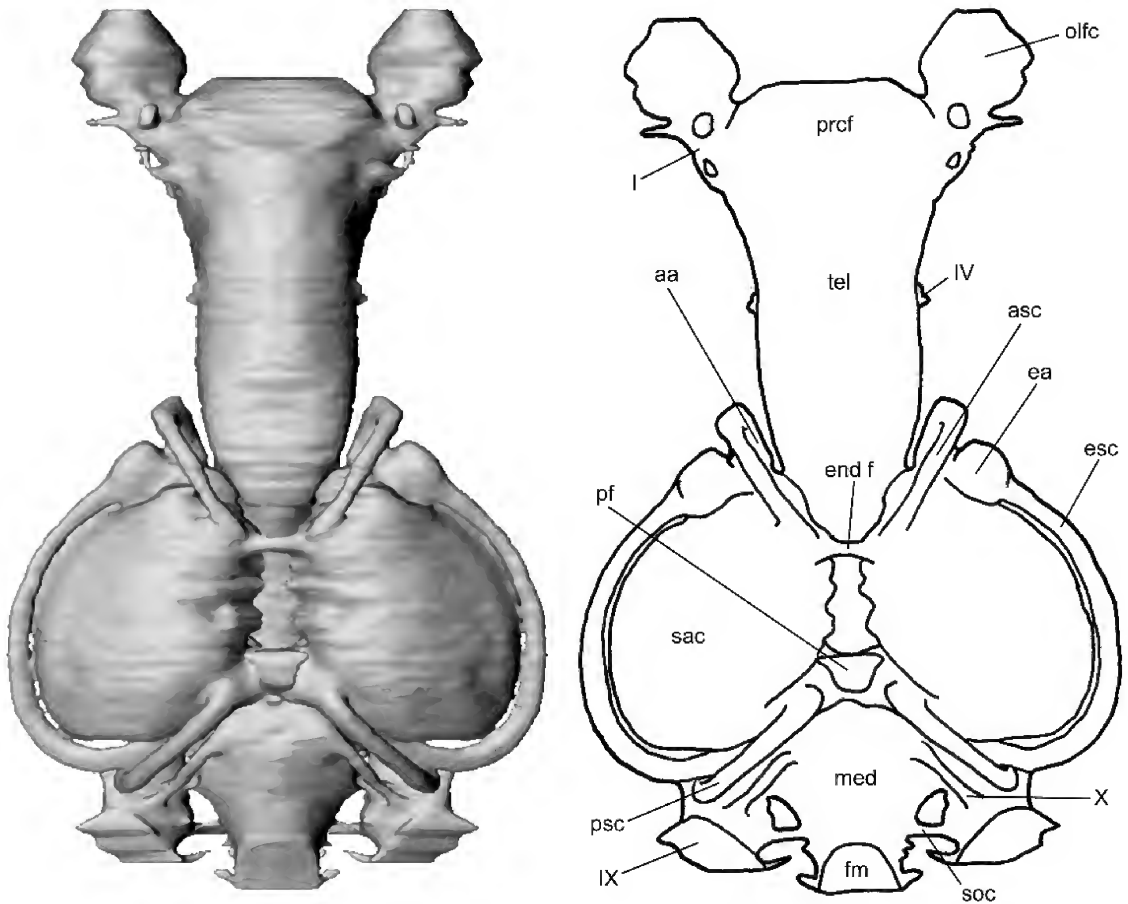 olfc
prcf
I
aa
tel
IV
asc
ea
end f
esc
pf
sac
med
psc
X
IX
fm
soc